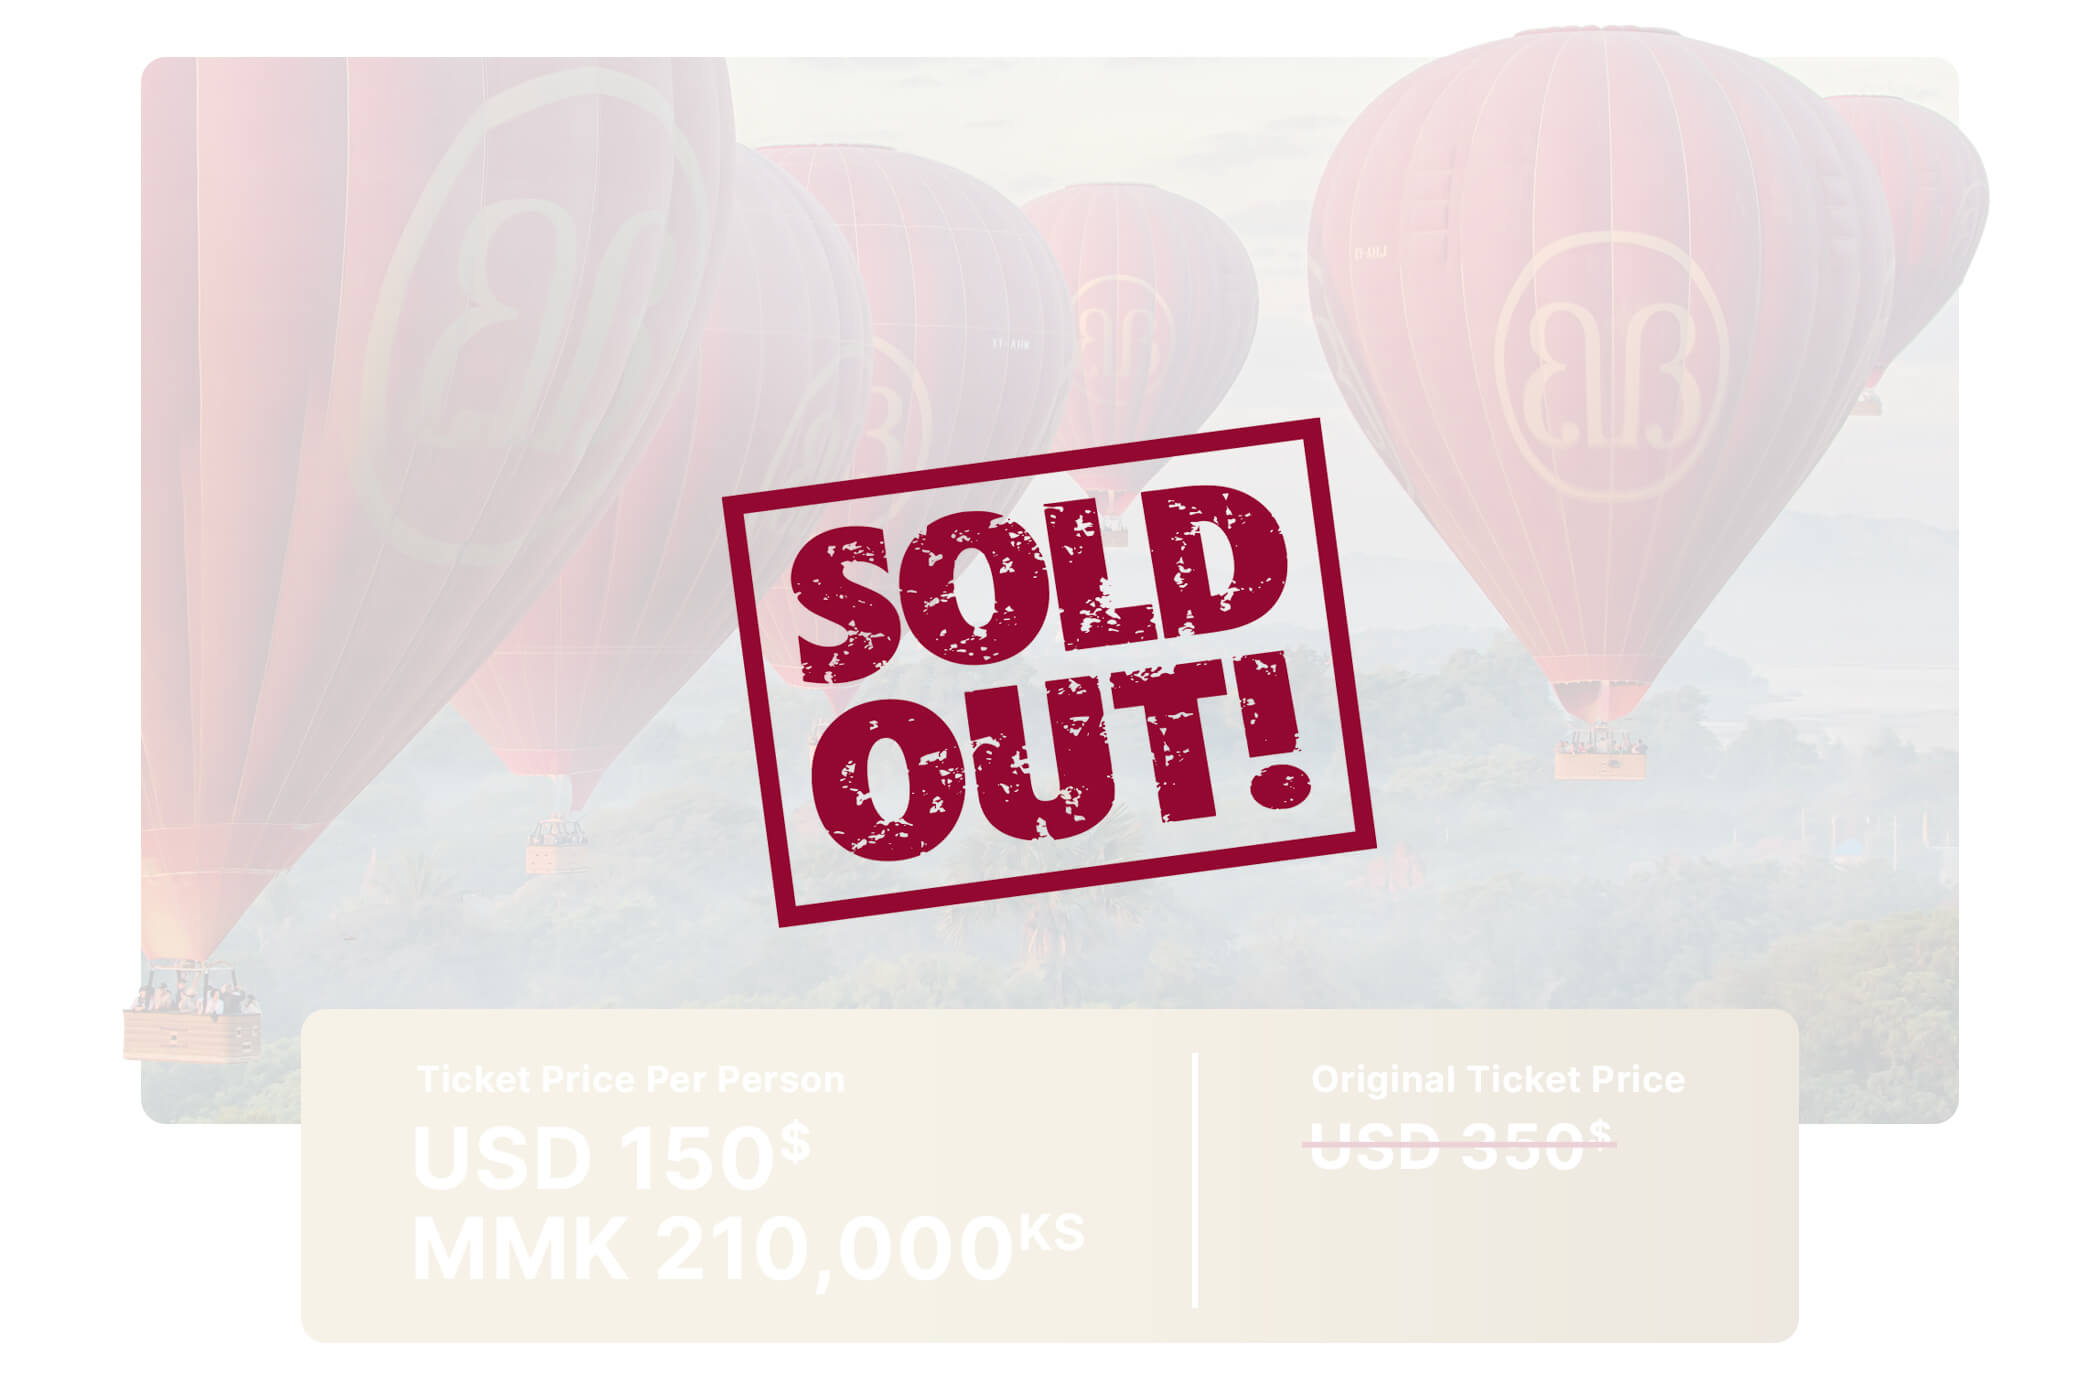 SOLD
OUT!
Ticket Price Per Person
USD 150$
MMK 210,000KS
Original Ticket Price
USD 350$